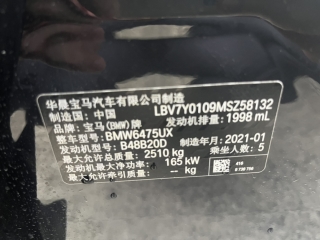 华晨宝马汽车有限公司制造
制造国: 中国 LBV7Y0109MSZ58132
品牌: 宝马(BMW)牌 发动机排量: 1998 mL
整车型号: BMW6475UX
发动机型号: B48B20D 制造年月: 2021-01
最大允许总质量: 2510 kg 乘坐人数: 5
发动机最大净功率: 165 kW
最大允许牵引质量: -- kg